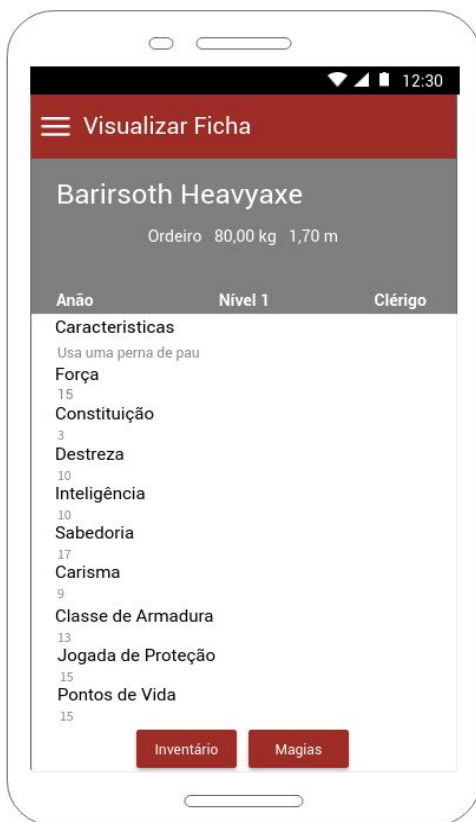 12:30
Visualizar Ficha
Barirsoth Heavyaxe
Ordeiro 80,00 kg 1,70 m
Anão Nível 1 Clérigo
Caracteristicas
Usa uma perna de pau
Força
15
Constituição
3
Destreza
10
Inteligência
10
Sabedoria
17
Carisma
9
Classe de Armadura
13
Jogada de Proteção
15
Pontos de Vida
15
Inventário Magias